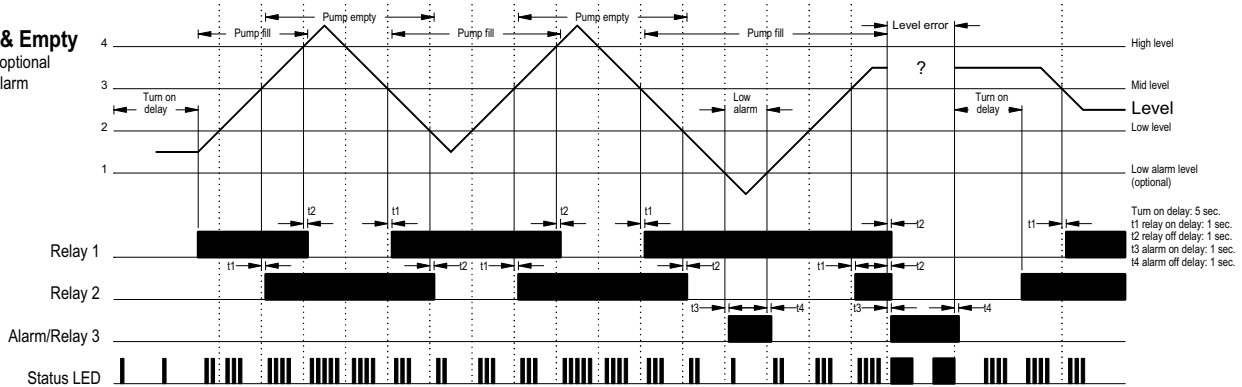 & Empty
optional
larm
Pump empty
Pump empty
Pump fill
Pump fill
Pump fill
Level error
4
High level
?
3
Mid level
Turn on
delay
Low
alarm
Turn on
delay
Level
2
Low level
1
Low alarm level
(optional)
Turn on delay: 5 sec.
t1 relay on delay: 1 sec.
t2 relay off delay: 1 sec.
t3 alarm on delay: 1 sec.
t4 alarm off delay: 1 sec.
t2
t1
t2
t1
t2
t1
Relay 1
t1
t2
t1
t2
t1
t2
Relay 2
t3
t4
t3
t4
Alarm/Relay 3
Status LED